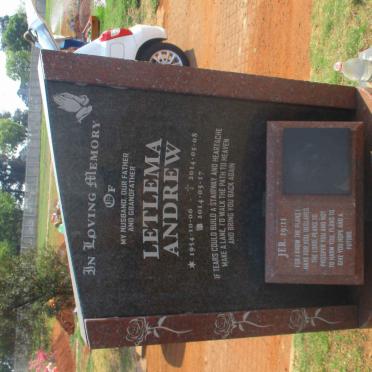 In Loving Memory
Of
MY HUSBAND, OUR FATHER
AND GRANDFATHER
LETLEMA
ANDREW
1954-10-06 2014-05-08
2014-05-17
IF TEARS COULD BUILD A STAIRWAY AND HEARTACHE
MAKE A LANE, I'D WALK THE PATH TO HEAVEN
AND BRING YOU BACK AGAIN
JER. 29:11
I KNOW THE PLANS I
HAVE FOR YOU, DECLARES
THE LORD, PLANS TO
PROSPER YOU AND NOT
TO HARM YOU, PLANS TO
GIVE YOU HOPE AND A
FUTURE.